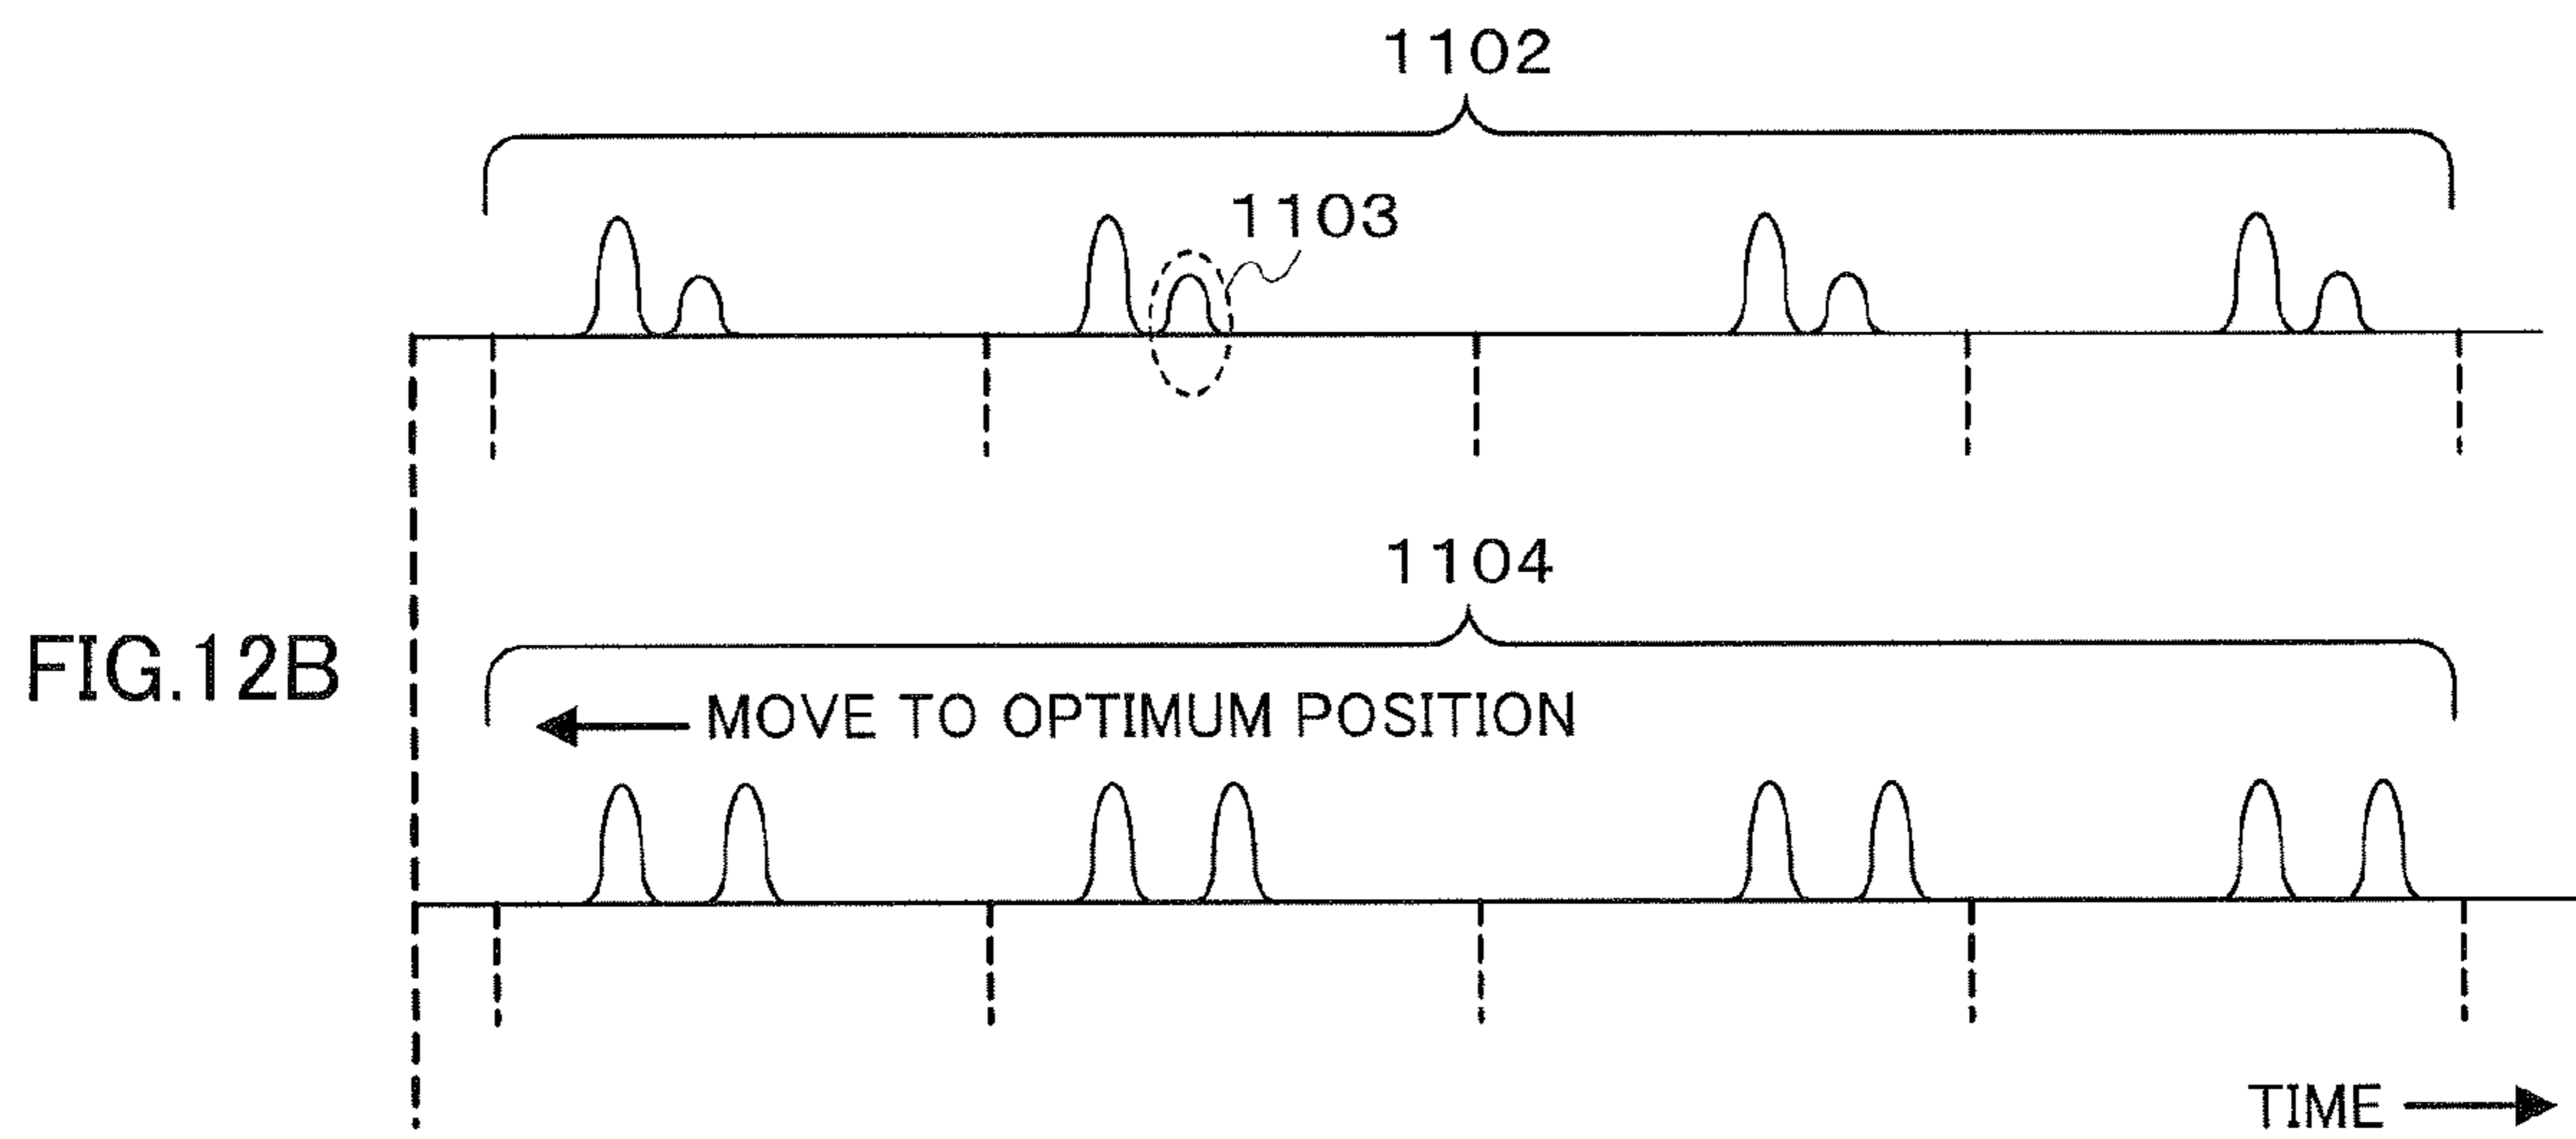 1102
1103
1104
FIG.12B
MOVE TO OPTIMUM POSITION
TIME